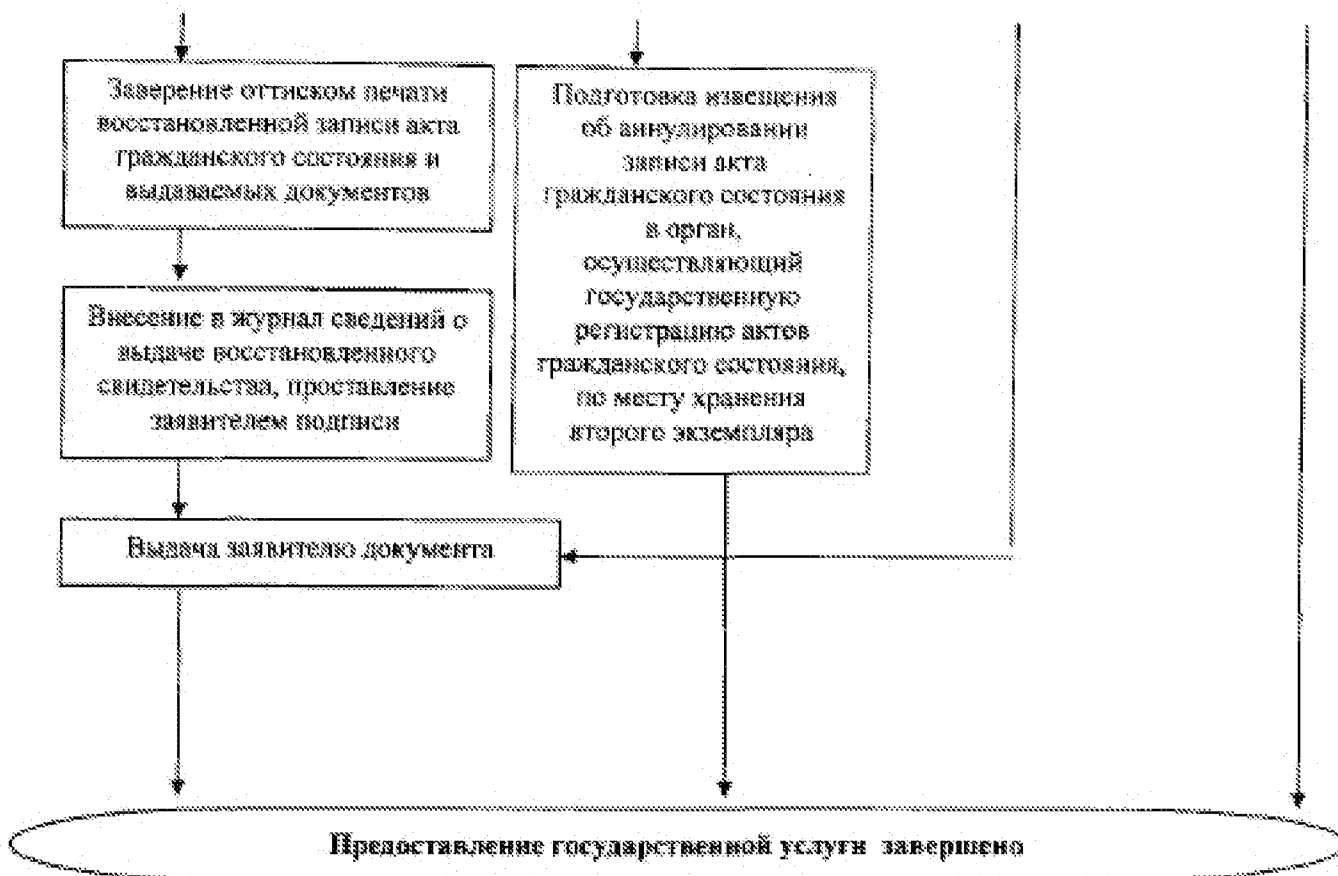 Заверение оттиском печати
восстановленной записи акта
гражданского состояния и
выдаваемых документов
Внесение в журнал сведений о
выдаче восстановленного
свидетельства, проставление
заявителем подписи
Выдача заявителю документа
Подготовка извещения
об аннулировании
записи акта
гражданского состояния
в орган,
осуществляющий
государственную
регистрацию актов
гражданского состояния,
по месту хранения
второго экземпляра
Предоставление государственной услуги завершено